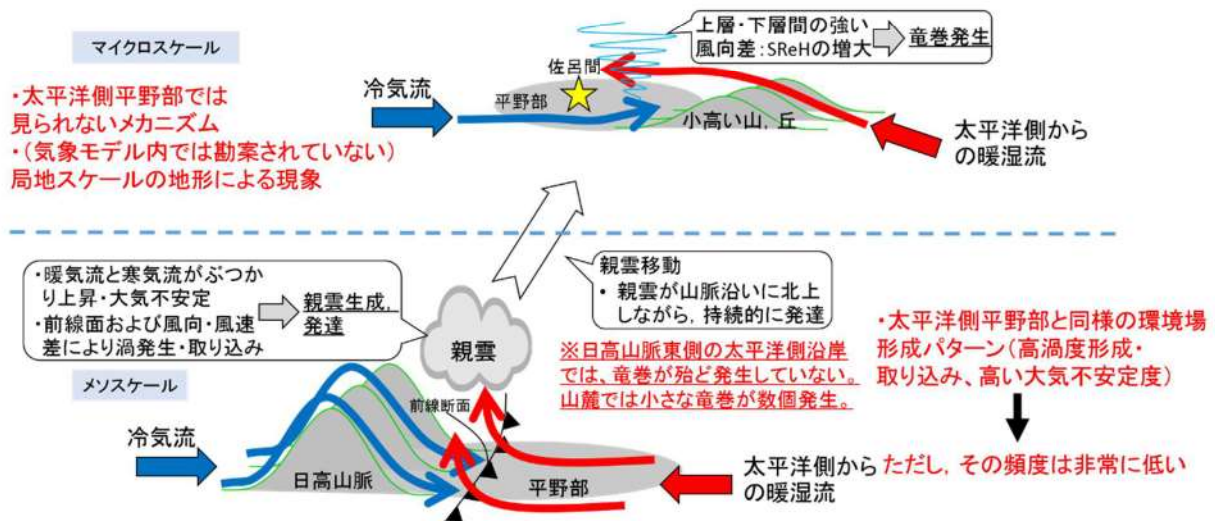 マイクロスケール
・太平洋側平野部では
見られないメカニズム
・(気象モデル内では勘案されていない)
局地スケールの地形による現象
冷気流
佐呂間
平野部
上層・下層間の強い
風向差:SReHの増大
竜巻発生
小高い山,丘
太平洋側から
の暖湿流
・暖気流と寒気流がぶつか
り上昇・大気不安定
・前線面および風向・風速
差により渦発生・取り込み
親雲生成,
発達
親雲
親雲移動
・ 親雲が山脈沿いに北上
しながら,持続的に発達
※日高山脈東側の太平洋側沿岸
では、竜巻が殆ど発生していない。
山麓では小さな竜巻が数個発生。
・太平洋側平野部と同様の環境場
形成パターン(高渦度形成・
取り込み、高い大気不安定度)
ただし,その頻度は非常に低い
メソスケール
冷気流
日高山脈
前線断面
平野部
太平洋側から
の暖湿流